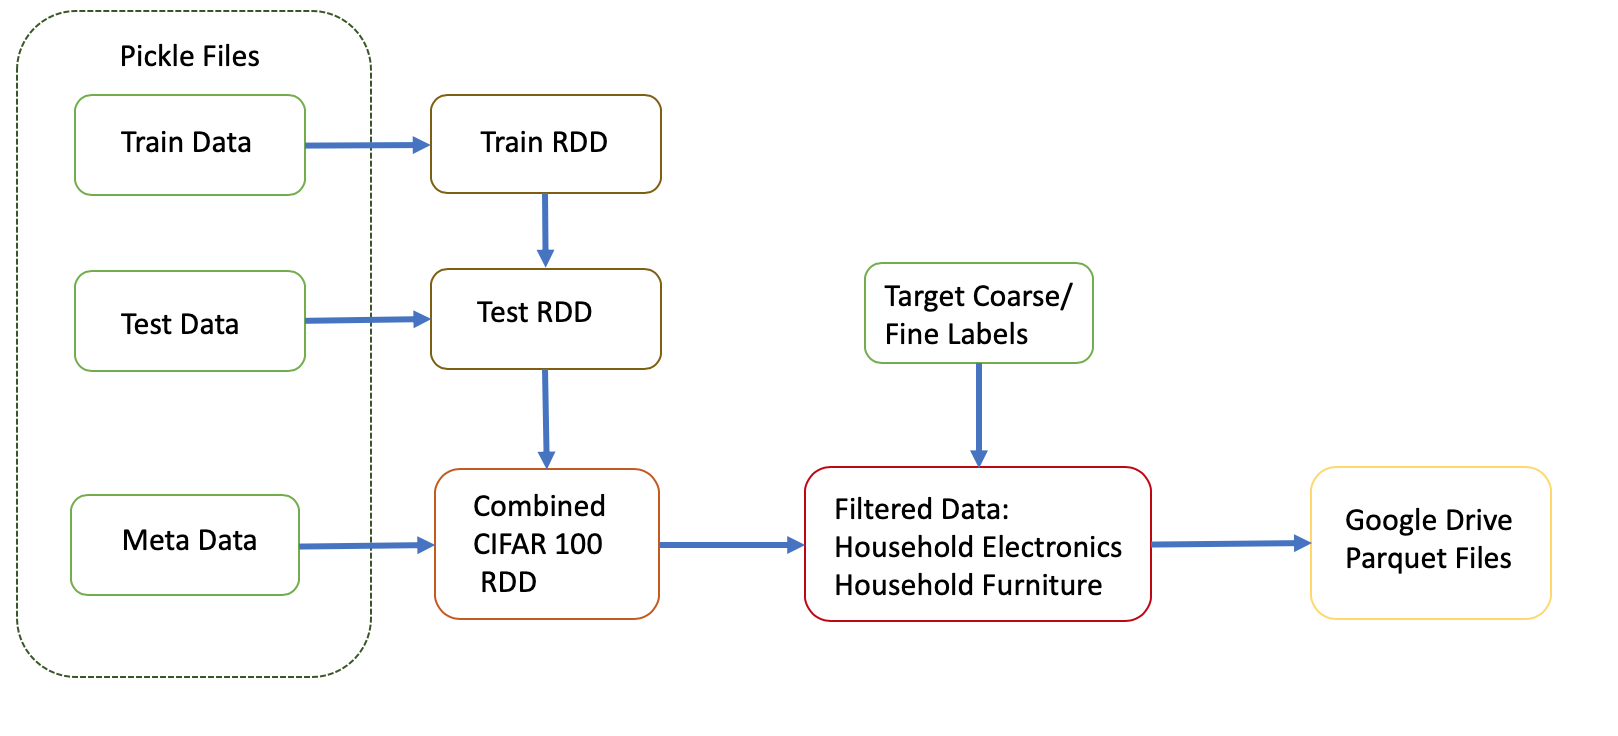 Pickle Files
Train Data
Train RDD
Test Data
Test RDD
Target Coarse/
Fine Labels
Meta Data
Combined
CIFAR 100
RDD
Filtered Data:
Household Electronics
Household Furniture
Google Drive
Parquet Files